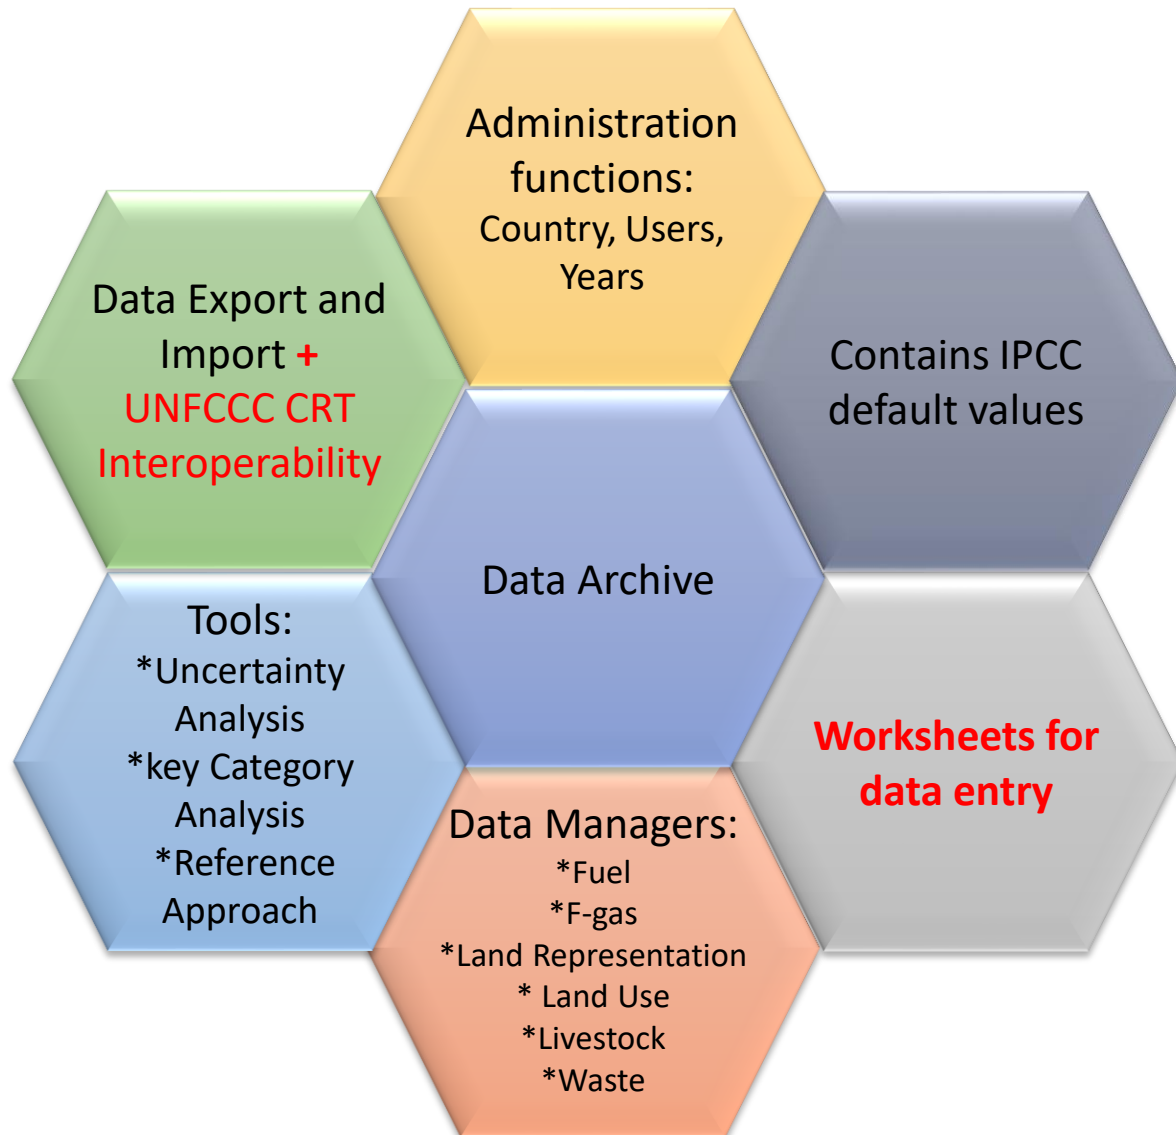 Administration
functions:
Country, Users,
Years
Data Export and
Import +
UNFCCC CRT
Interoperability
Contains IPCC
default values
Data Archive
Tools:
*Uncertainty
Analysis
*key Category
Analysis
*Reference
Approach
Worksheets for
data entry
Data Managers:
*Fuel
*F-gas
*Land Representation
* Land Use
*Livestock
*Waste